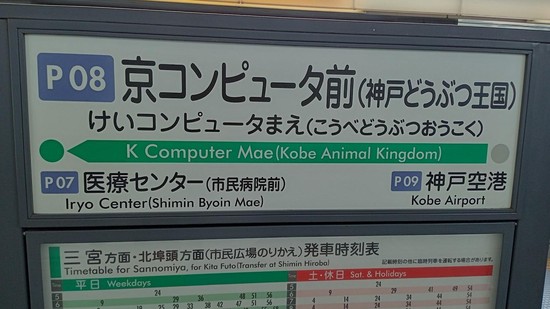 P08 京コンピュータ前(神戸どうぶつ王国)
けいコンピュータまえ(こうべどうぶつおうこく)
K Computer Mae(Kobe Animal Kingdom)
P07 医療センター(市民病院前) P09 神戸空港
Iryo Center(Shimin Byoin Mae) Kobe Airport
三宮方面・北埠頭方面(市民広場のりかえ)発車時刻表
Timetable for Sannomiya, for Kita Futo(Transfer at Shimin Hiroba)
平日 Weekdays 土・休日 Sat. & Holidays